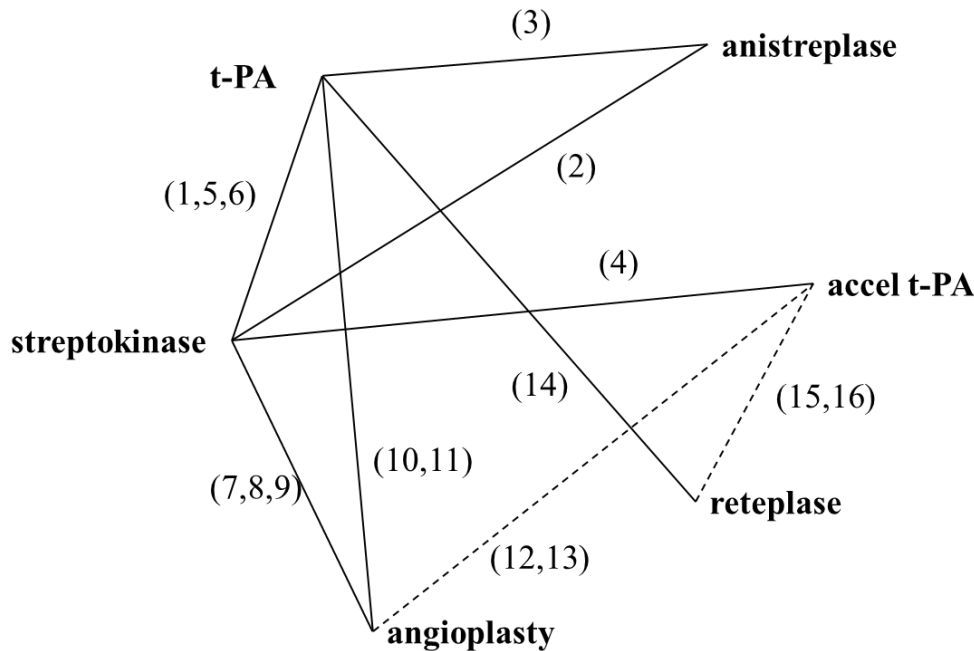 (3)
anistreplase
t-PA
(2)
(1,5,6)
(4)
accel t-PA
streptokinase
(14)
(15,16)
(10,11)
(7,8,9)
reteplase
(12,13)
angioplasty